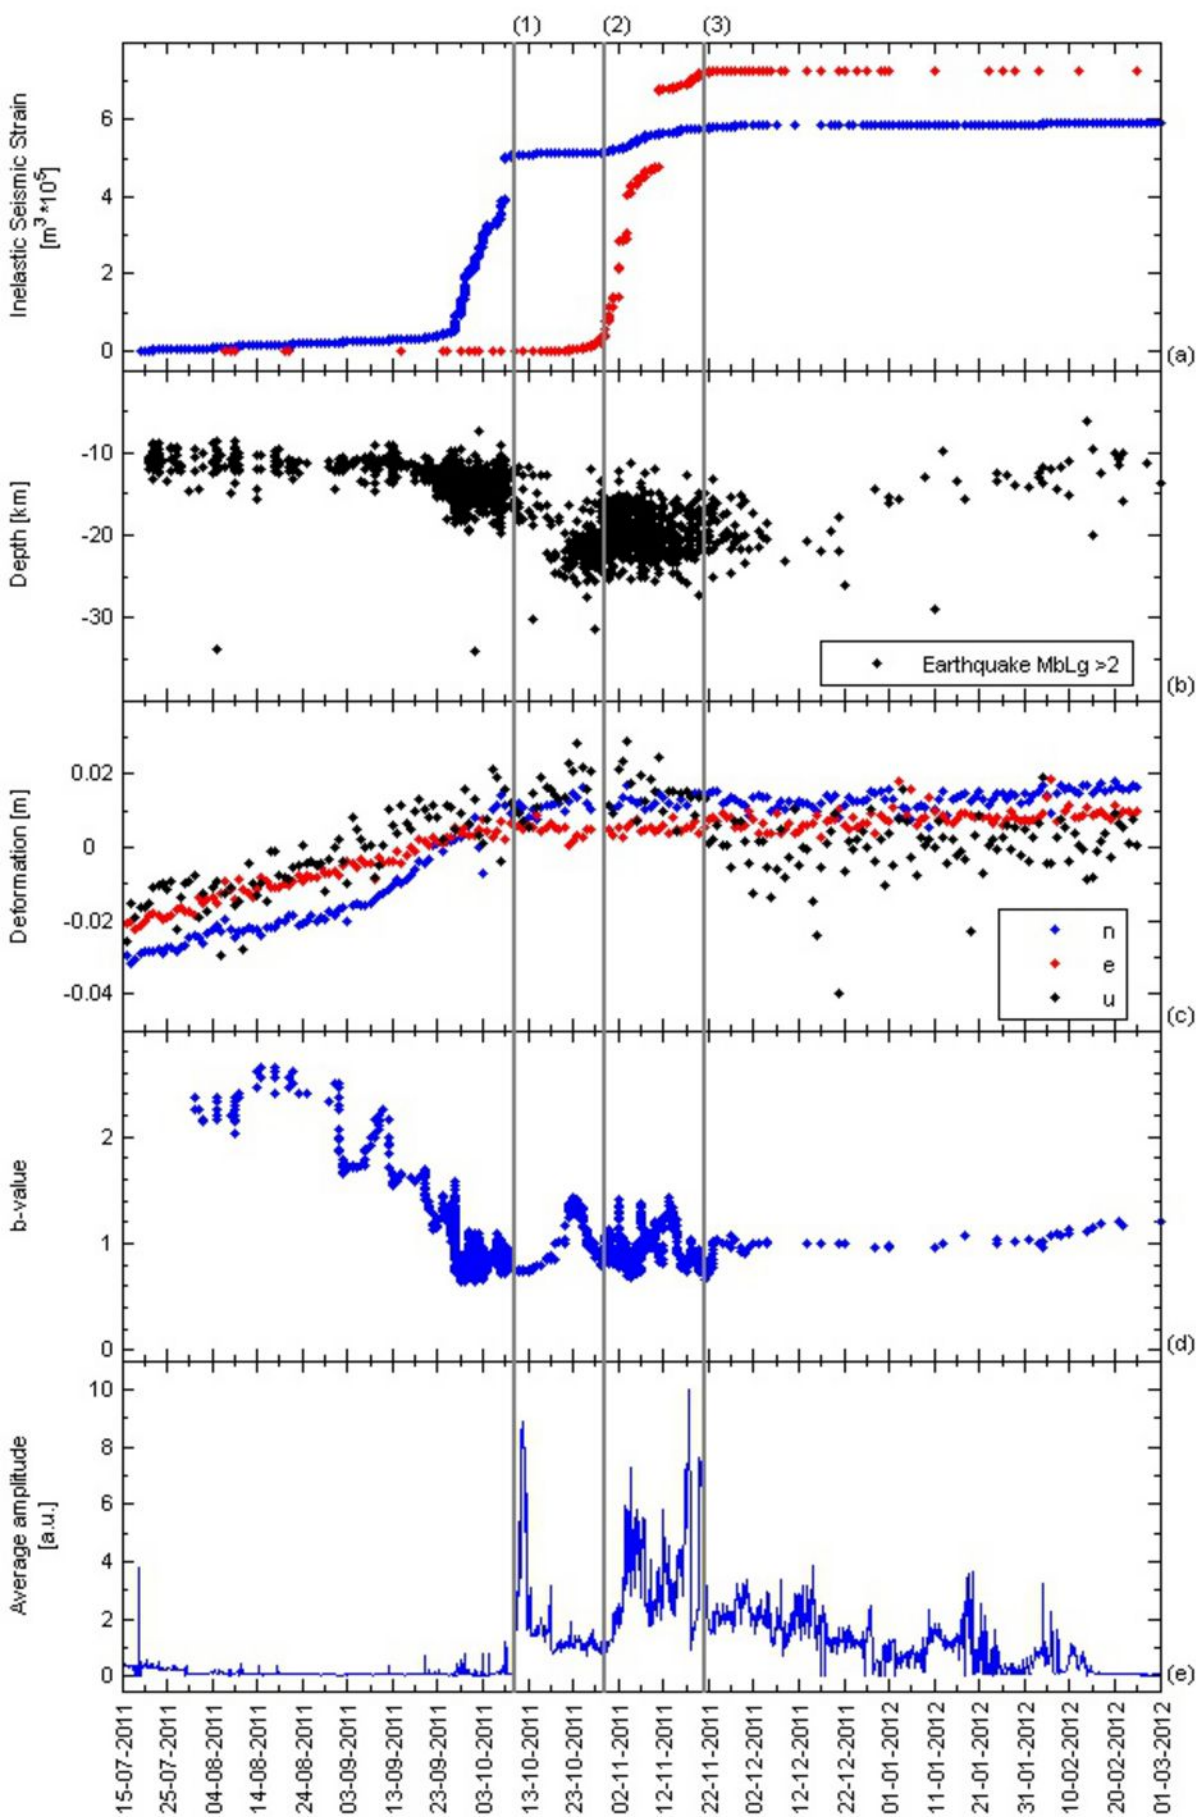 (1) (2) (3)
Inelastic Seismic Strain
[m³ *10⁵]
6
4
2
0
(a)
Depth [km]
-10
-20
-30
Earthquake MbLg >2
(b)
Deformation [m]
0.02
0
-0.02
-0.04
n
e
u
(c)
b-value
2
1
0
(d)
Average amplitude
[a.u.]
10
8
6
4
2
0
(e)
15-07-2011
25-07-2011
04-08-2011
14-08-2011
24-08-2011
03-09-2011
13-09-2011
23-09-2011
03-10-2011
13-10-2011
23-10-2011
02-11-2011
12-11-2011
22-11-2011
02-12-2011
12-12-2011
22-12-2011
01-01-2012
11-01-2012
21-01-2012
31-01-2012
10-02-2012
20-02-2012
01-03-2012